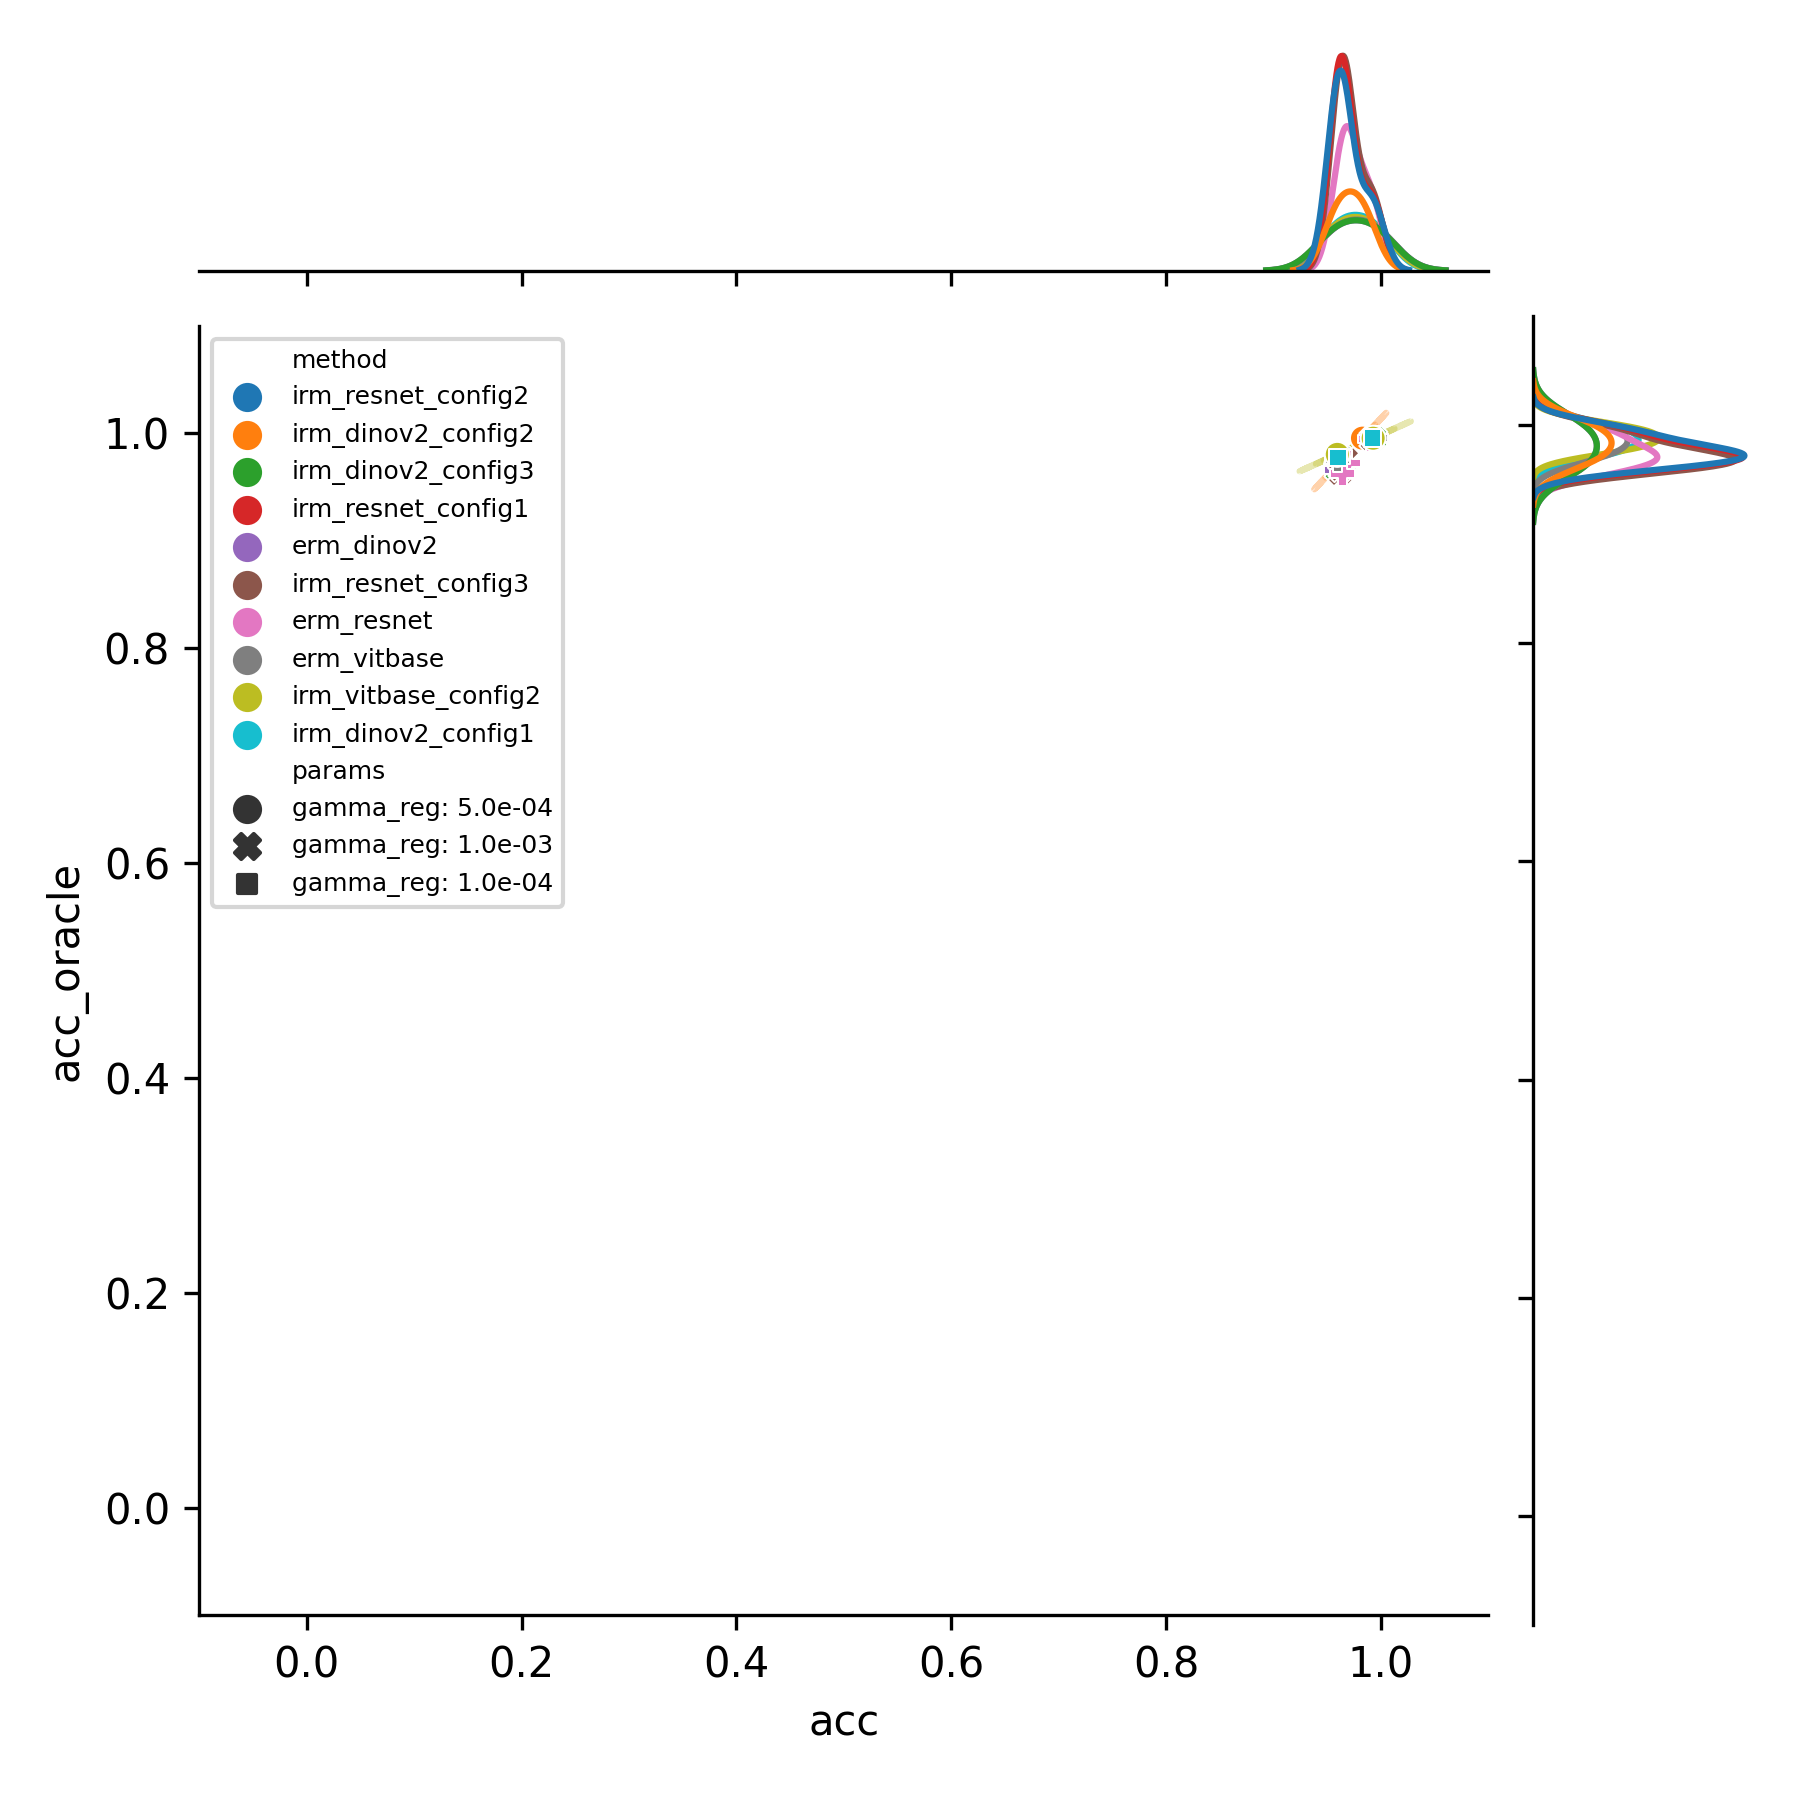 method
irm_resnet_config2
irm_dinov2_config2
irm_dinov2_config3
irm_resnet_config1
erm_dinov2
irm_resnet_config3
erm_resnet
erm_vitbase
irm_vitbase_config2
irm_dinov2_config1
params
gamma_reg: 5.0e-04
gamma_reg: 1.0e-03
gamma_reg: 1.0e-04
1.0
0.8
0.6
0.4
0.2
0.0
acc_oracle
0.0 0.2 0.4 0.6 0.8 1.0
acc